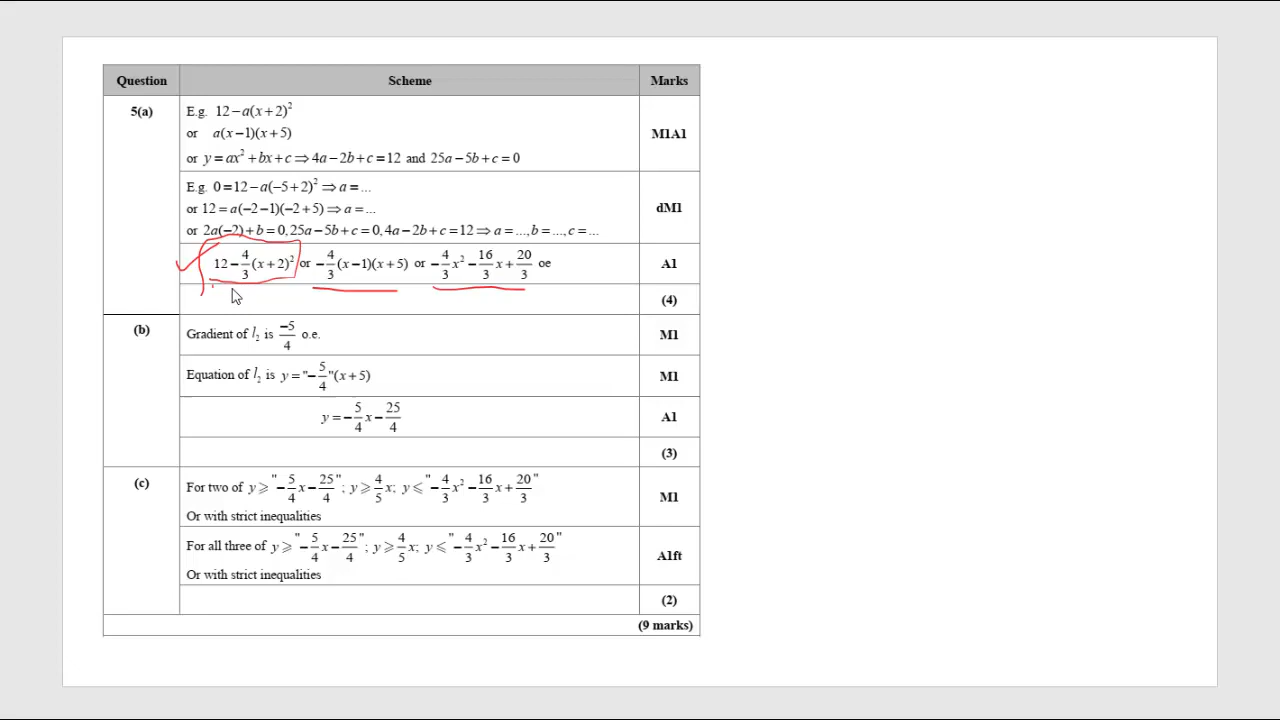 Question Scheme Marks
5(a) E.g. 12 − a(x + 2)²
or a(x − 1)(x + 5)
or y = ax² + bx + c ⇒ 4a − 2b + c = 12 and 25a − 5b + c = 0
M1A1
E.g. 0 = 12 − a(−5 + 2)² ⇒ a = ...
or 12 = a(−2 − 1)(−2 + 5) ⇒ a = ...
or 2a(−2) + b = 0, 25a − 5b + c = 0, 4a − 2b + c = 12 ⇒ a = ..., b = ..., c = ...
dM1
12 − 4/3(x + 2)² or −4/3(x − 1)(x + 5) or −4/3x² − 16/3x + 20/3 oe A1
(4)
(b) Gradient of l₂ is −5/4 o.e. M1
Equation of l₂ is y = "−5/4"(x + 5) M1
y = −5/4x − 25/4 A1
(3)
(c) For two of y ⩾ "−5/4x − 25/4"; y ⩾ 4/5x; y ⩽ "−4/3x² − 16/3x + 20/3"
Or with strict inequalities
M1
For all three of y ⩾ "−5/4x − 25/4"; y ⩾ 4/5x; y ⩽ "−4/3x² − 16/3x + 20/3"
Or with strict inequalities
A1ft
(2)
(9 marks)